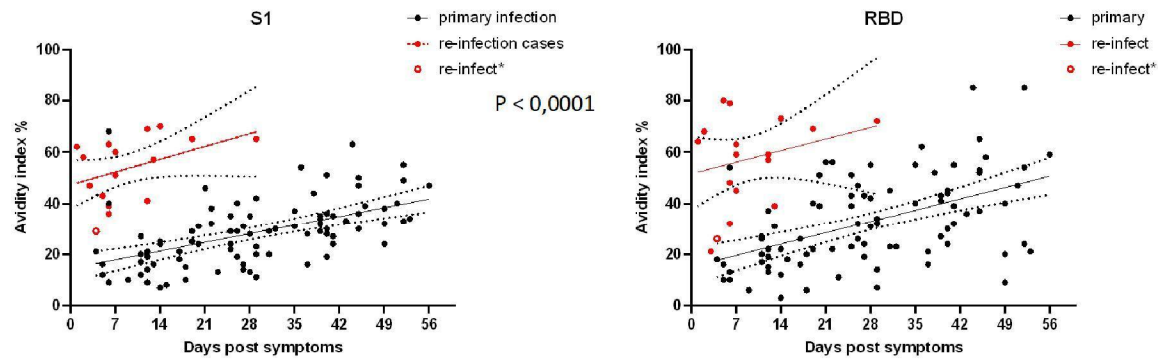 S1
primary infection
re-infection cases
re-infect*
P < 0,0001
Avidity index %
100
80
60
40
20
0
0 7 14 21 28 35 42 49 56
Days post symptoms
RBD
primary
re-infect
re-infect*
Avidity index %
100
80
60
40
20
0
0 7 14 21 28 35 42 49 56
Days post symptoms